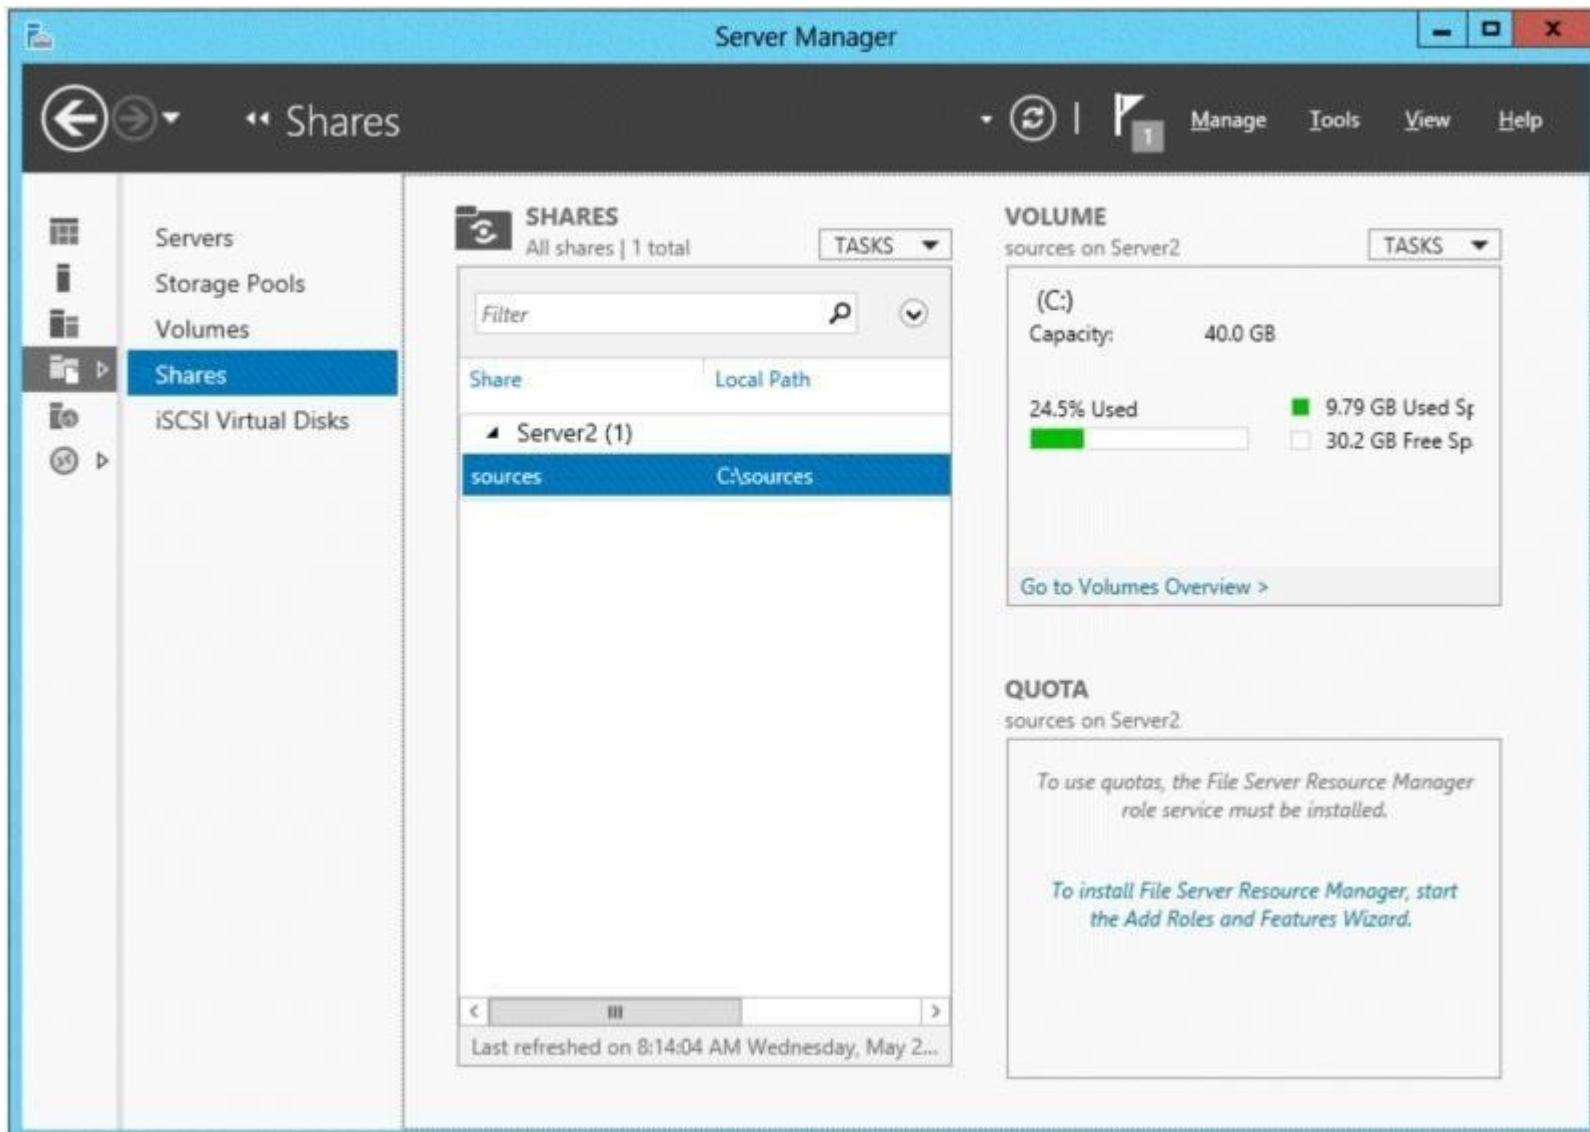 Server Manager
Shares
1
Manage
Tools
View
Help
Servers
Storage Pools
Volumes
Shares
iSCSI Virtual Disks
SHARES
All shares | 1 total
TASKS
Filter
Share
Local Path
Server2 (1)
sources
C:\sources
Last refreshed on 8:14:04 AM Wednesday, May 2...
VOLUME
sources on Server2
TASKS
(C:)
Capacity: 40.0 GB
24.5% Used
9.79 GB Used Sp
30.2 GB Free Sp
Go to Volumes Overview >
QUOTA
sources on Server2
To use quotas, the File Server Resource Manager
role service must be installed.
To install File Server Resource Manager, start
the Add Roles and Features Wizard.